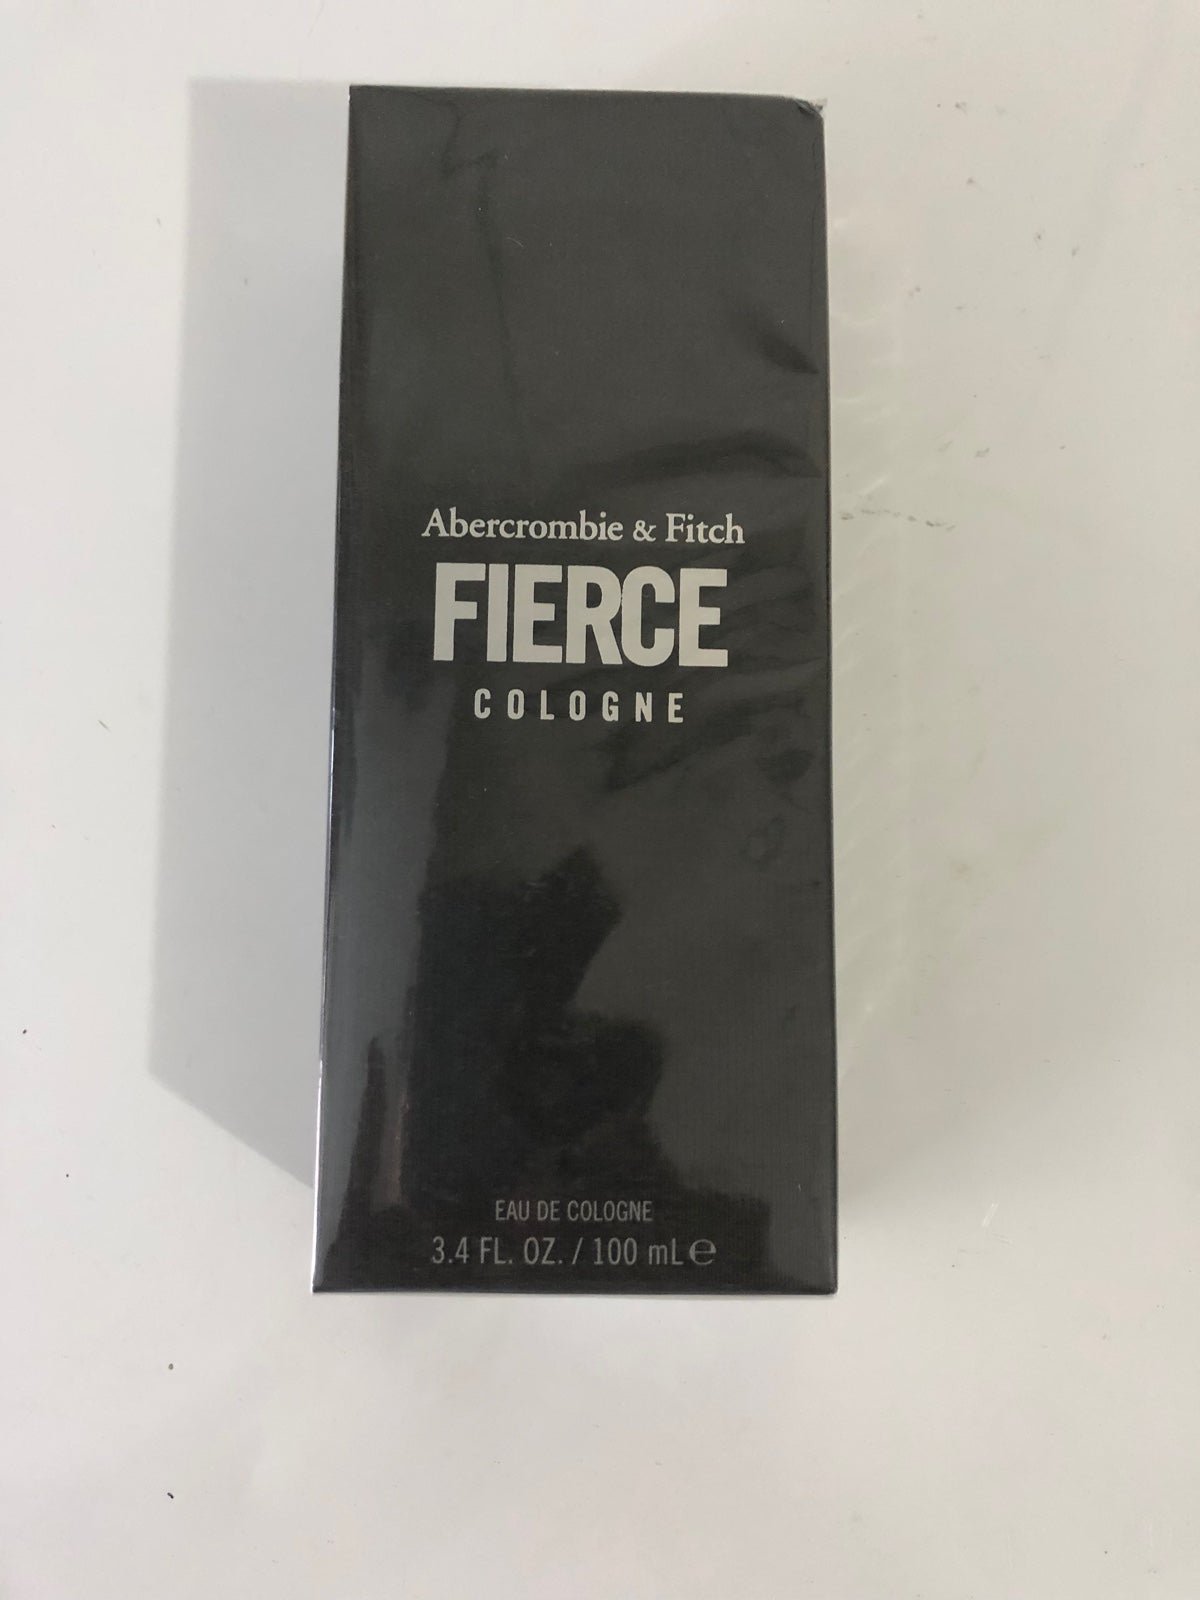 Abercrombie & Fitch
FIERCE
COLOGNE
EAU DE COLOGNE
3.4 FL. OZ. / 100 mL ℮